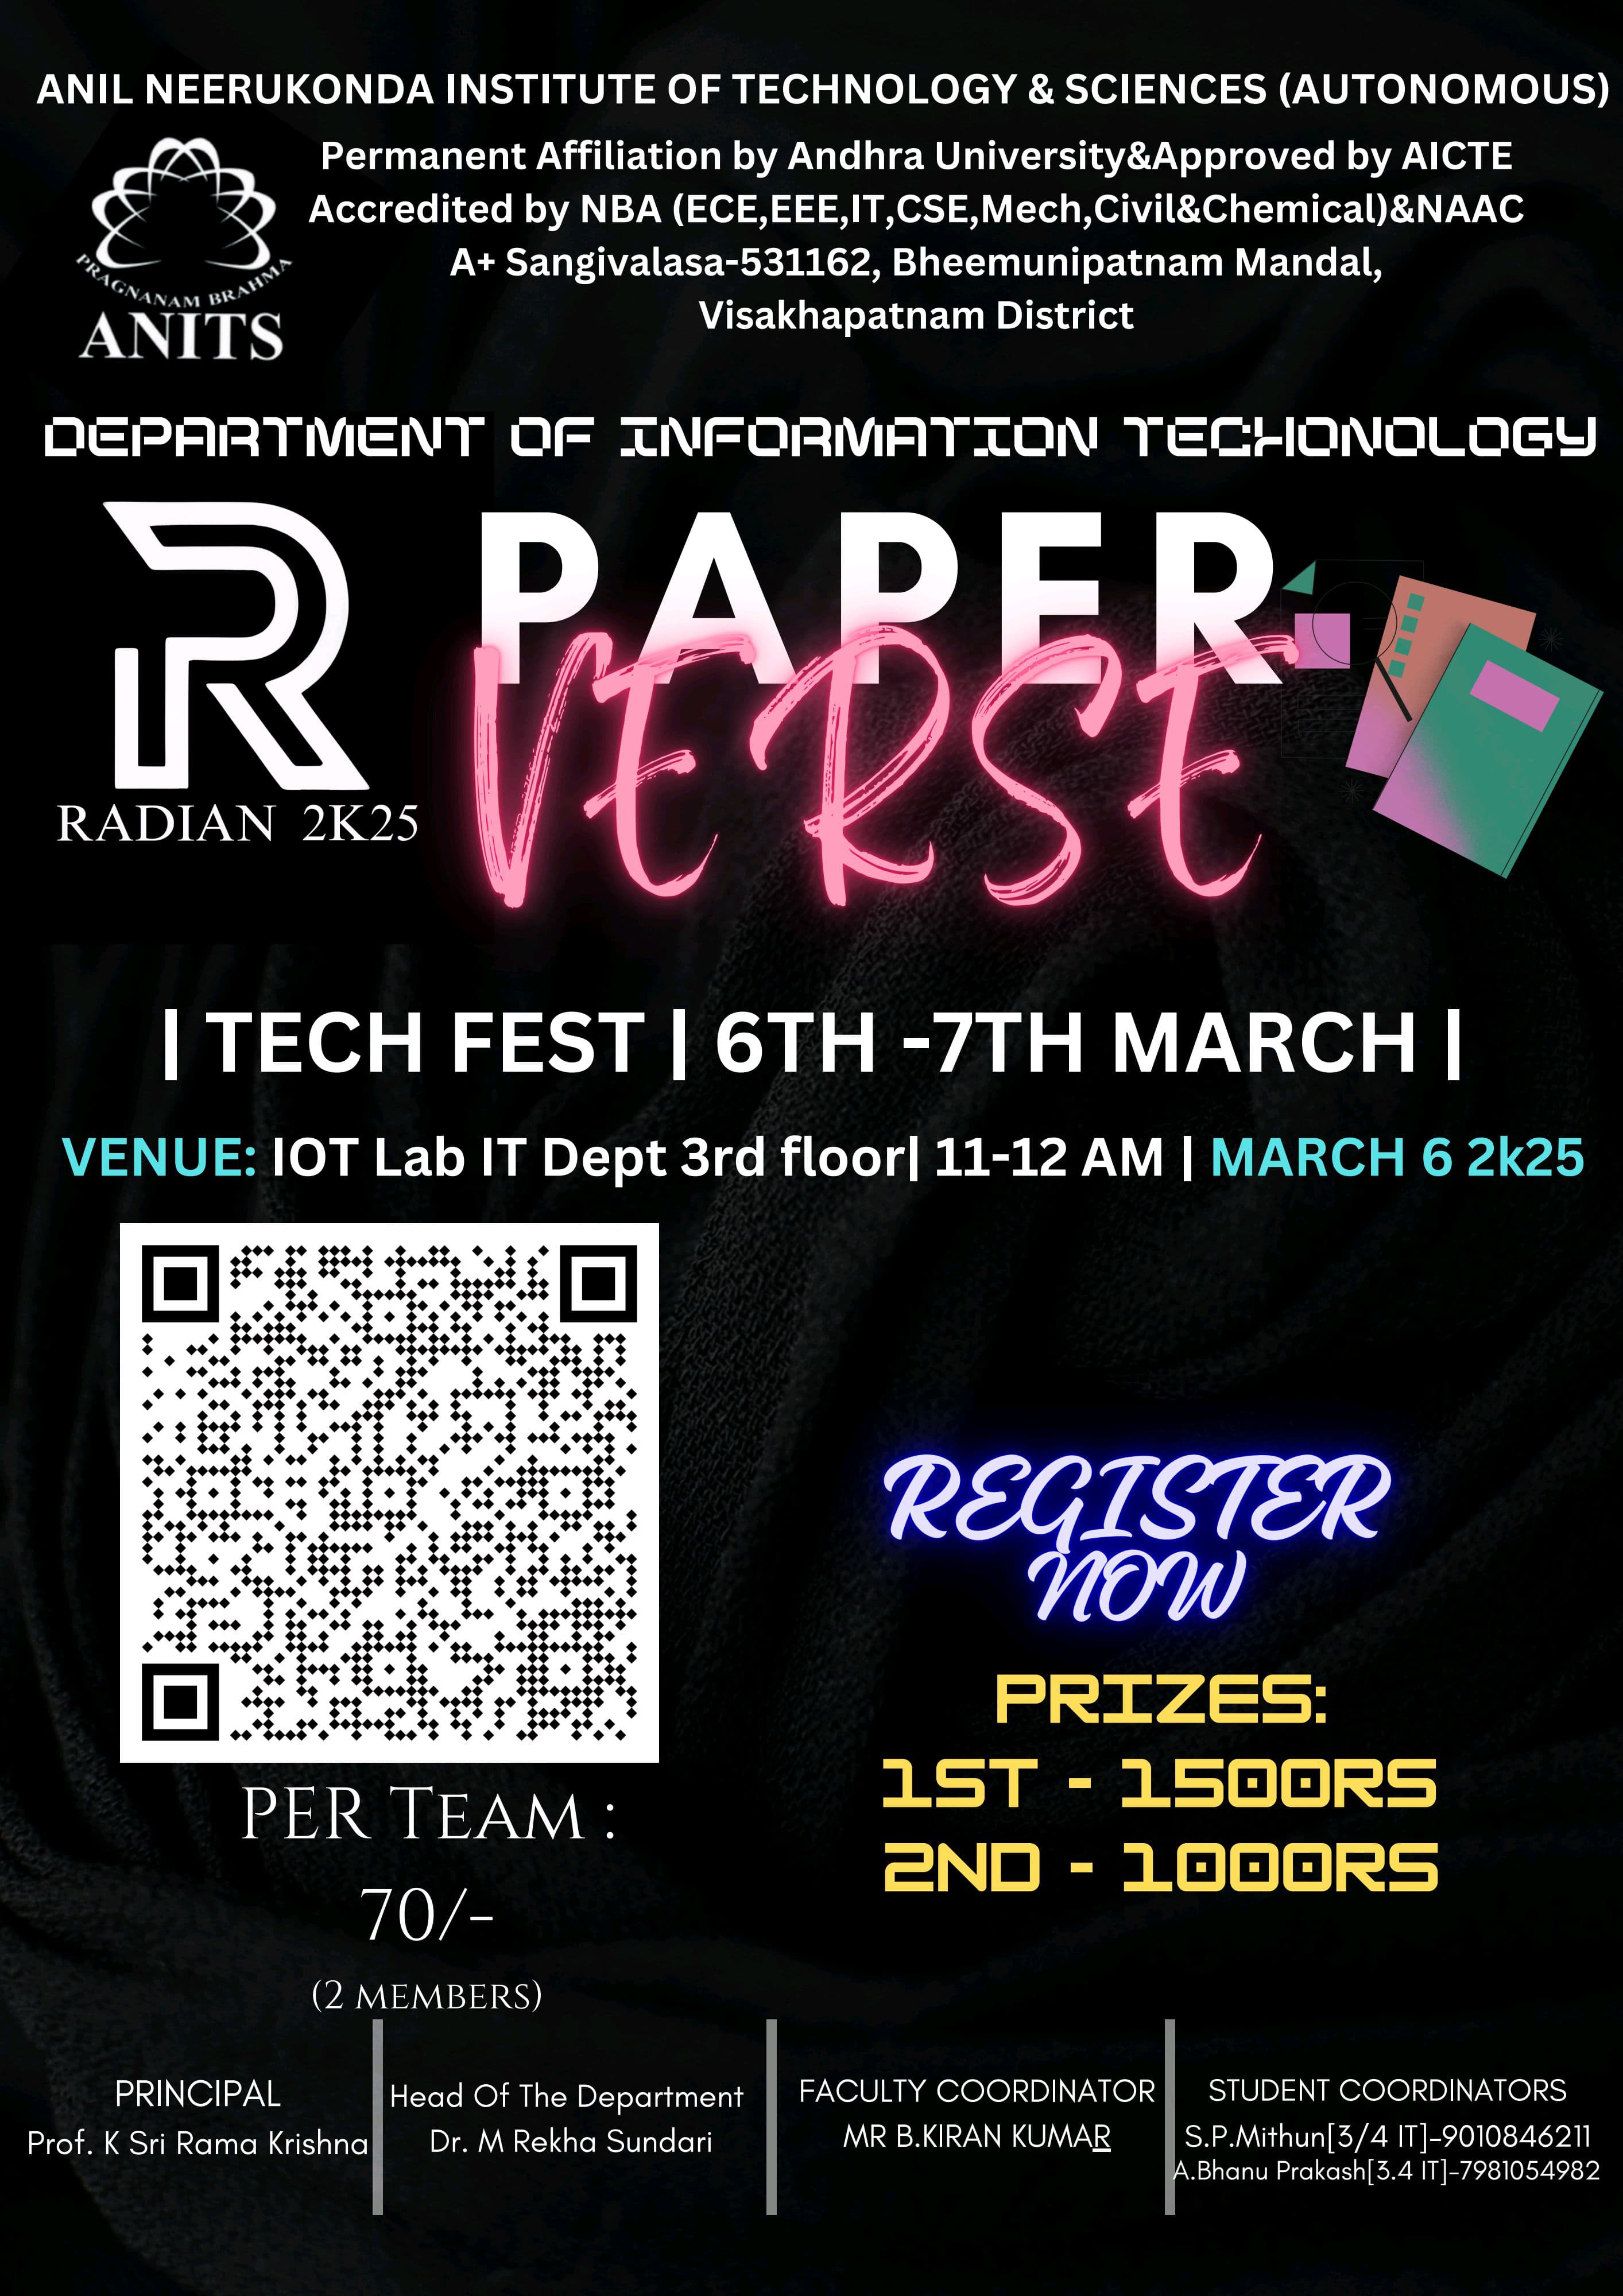 ANIL NEERUKONDA INSTITUTE OF TECHNOLOGY & SCIENCES (AUTONOMOUS)
Permanent Affiliation by Andhra University&Approved by AICTE
Accredited by NBA (ECE,EEE,IT,CSE,Mech,Civil&Chemical)&NAAC
A+ Sangivalasa-531162, Bheemunipatnam Mandal,
Visakhapatnam District
PRAGNANAM BRAHMA
ANITS
DEPARTMENT OF INFORMATION TECHONOLOGY
PAPER
VERSE
RADIAN 2K25
| TECH FEST | 6TH -7TH MARCH |
VENUE: IOT Lab IT Dept 3rd floor| 11-12 AM | MARCH 6 2k25
REGISTER
NOW
PRIZES:
1ST - 1500RS
2ND - 1000RS
PER TEAM :
70/-
(2 MEMBERS)
PRINCIPAL
Prof. K Sri Rama Krishna
Head Of The Department
Dr. M Rekha Sundari
FACULTY COORDINATOR
MR B.KIRAN KUMAR
STUDENT COORDINATORS
S.P.Mithun[3/4 IT]-9010846211
A.Bhanu Prakash[3.4 IT]-7981054982